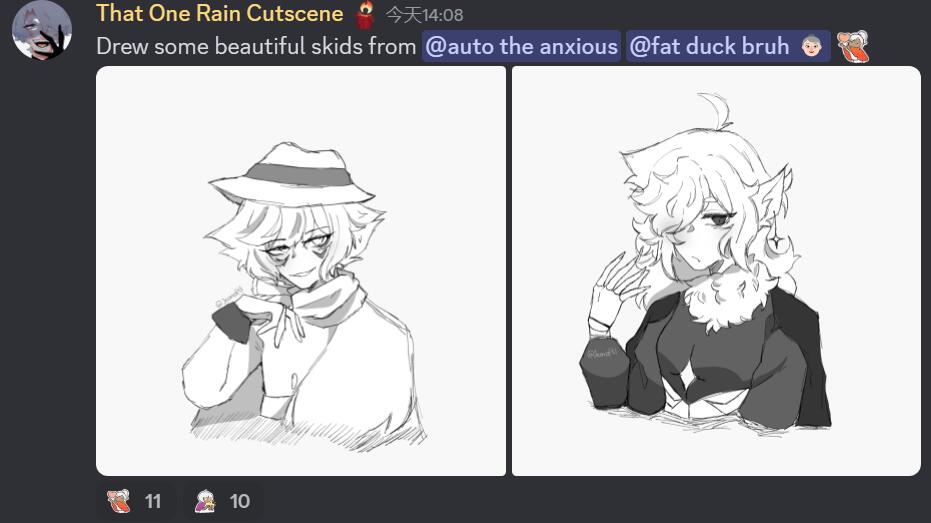 That One Rain Cutscene 今天14:08
Drew some beautiful skids from @auto the anxious @fat duck bruh
11 10